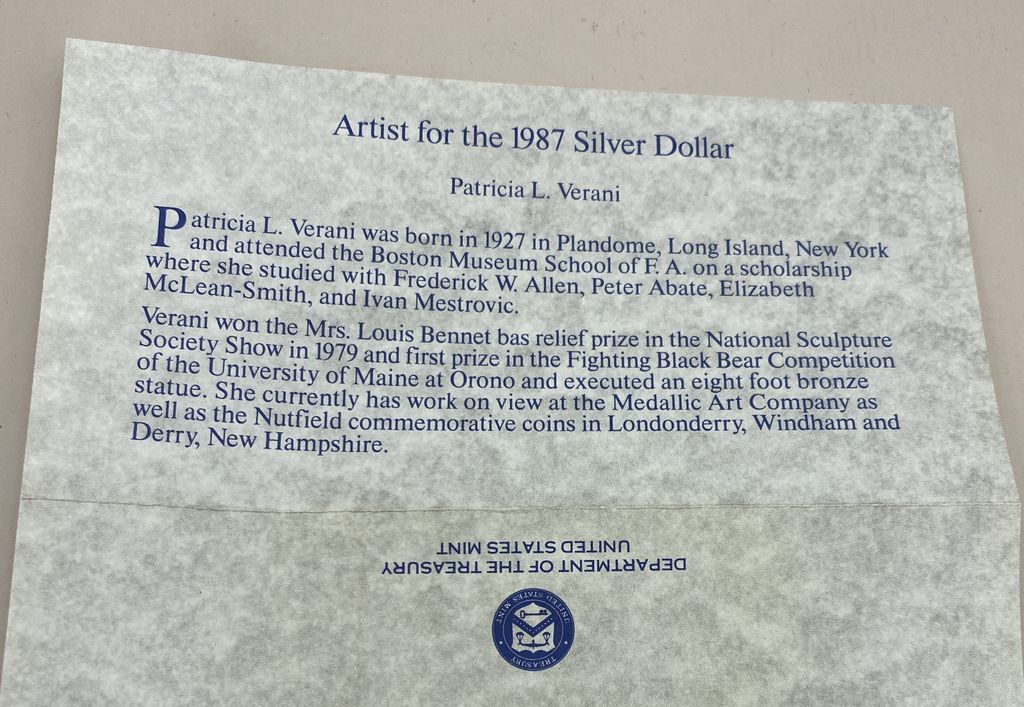 Artist for the 1987 Silver Dollar
Patricia L. Verani
Patricia L. Verani was born in 1927 in Plandome, Long Island, New York
and attended the Boston Museum School of F. A. on a scholarship
where she studied with Frederick W. Allen, Peter Abate, Elizabeth
McLean-Smith, and Ivan Mestrovic.
Verani won the Mrs. Louis Bennet bas relief prize in the National Sculpture
Society Show in 1979 and first prize in the Fighting Black Bear Competition
of the University of Maine at Orono and executed an eight foot bronze
statue. She currently has work on view at the Medallic Art Company as
well as the Nutfield commemorative coins in Londonderry, Windham and
Derry, New Hampshire.
DEPARTMENT OF THE TREASURY
UNITED STATES MINT
TREASURY
UNITED STATES MINT